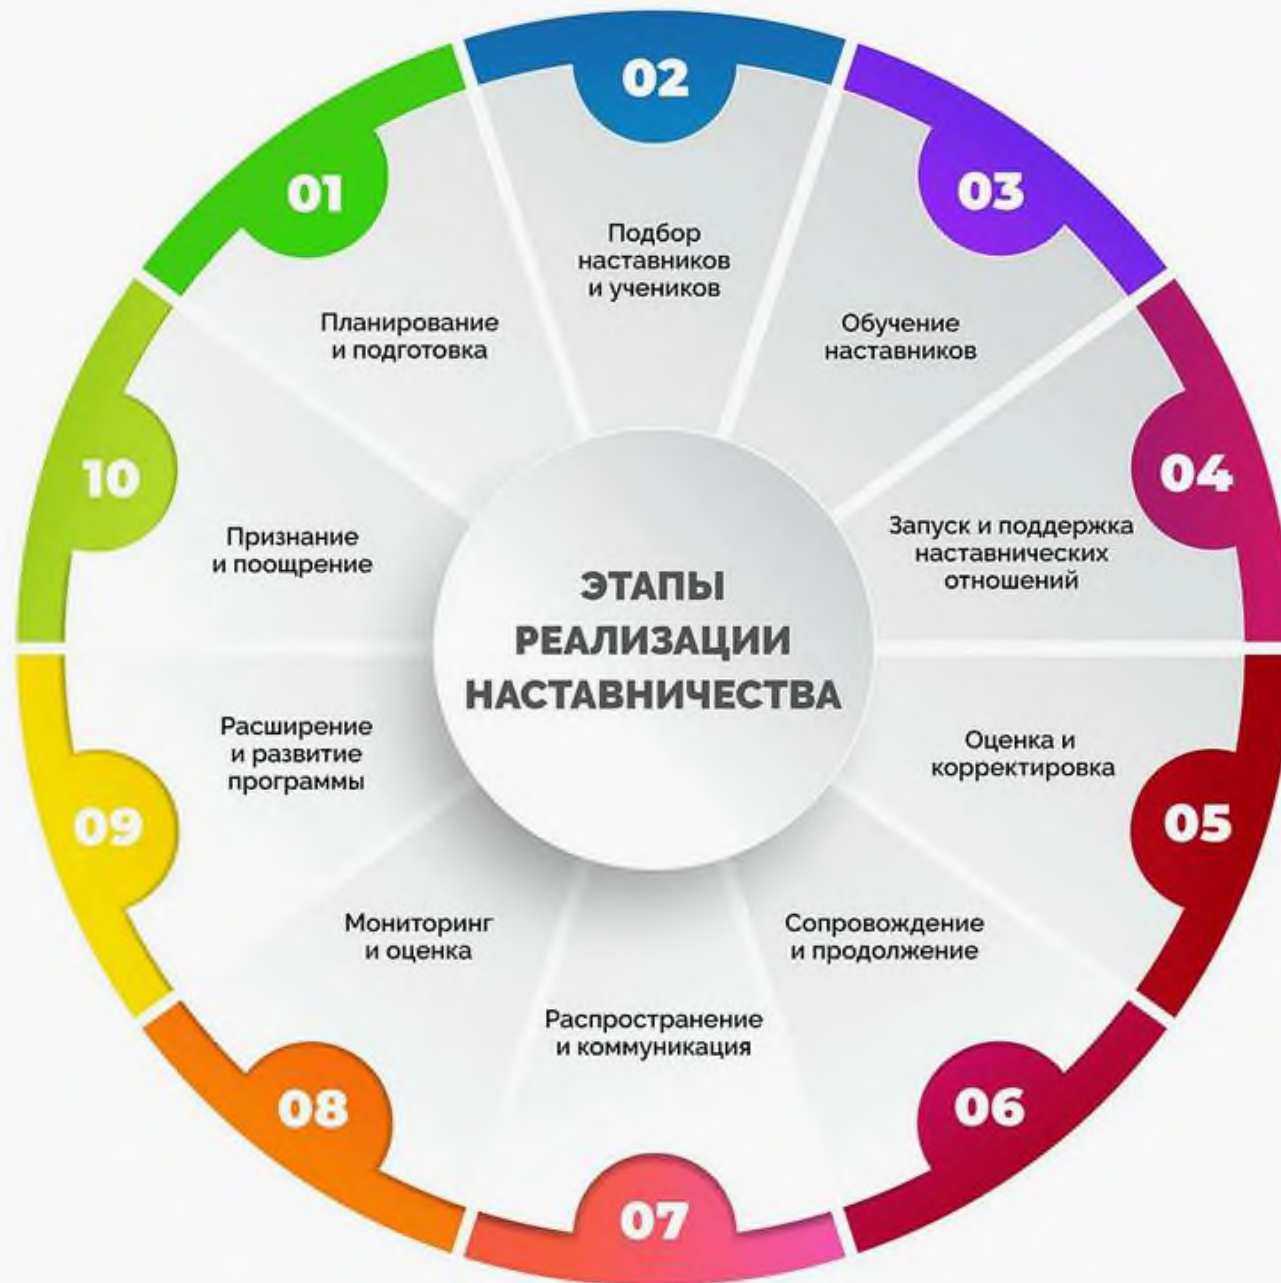 ЭТАПЫ
РЕАЛИЗАЦИИ
НАСТАВНИЧЕСТВА
01
Планирование
и подготовка
02
Подбор
наставников
и учеников
03
Обучение
наставников
04
Запуск и поддержка
наставнических
отношений
05
Оценка и
корректировка
06
Сопровождение
и продолжение
07
Распространение
и коммуникация
08
Мониторинг
и оценка
09
Расширение
и развитие
программы
10
Признание
и поощрение